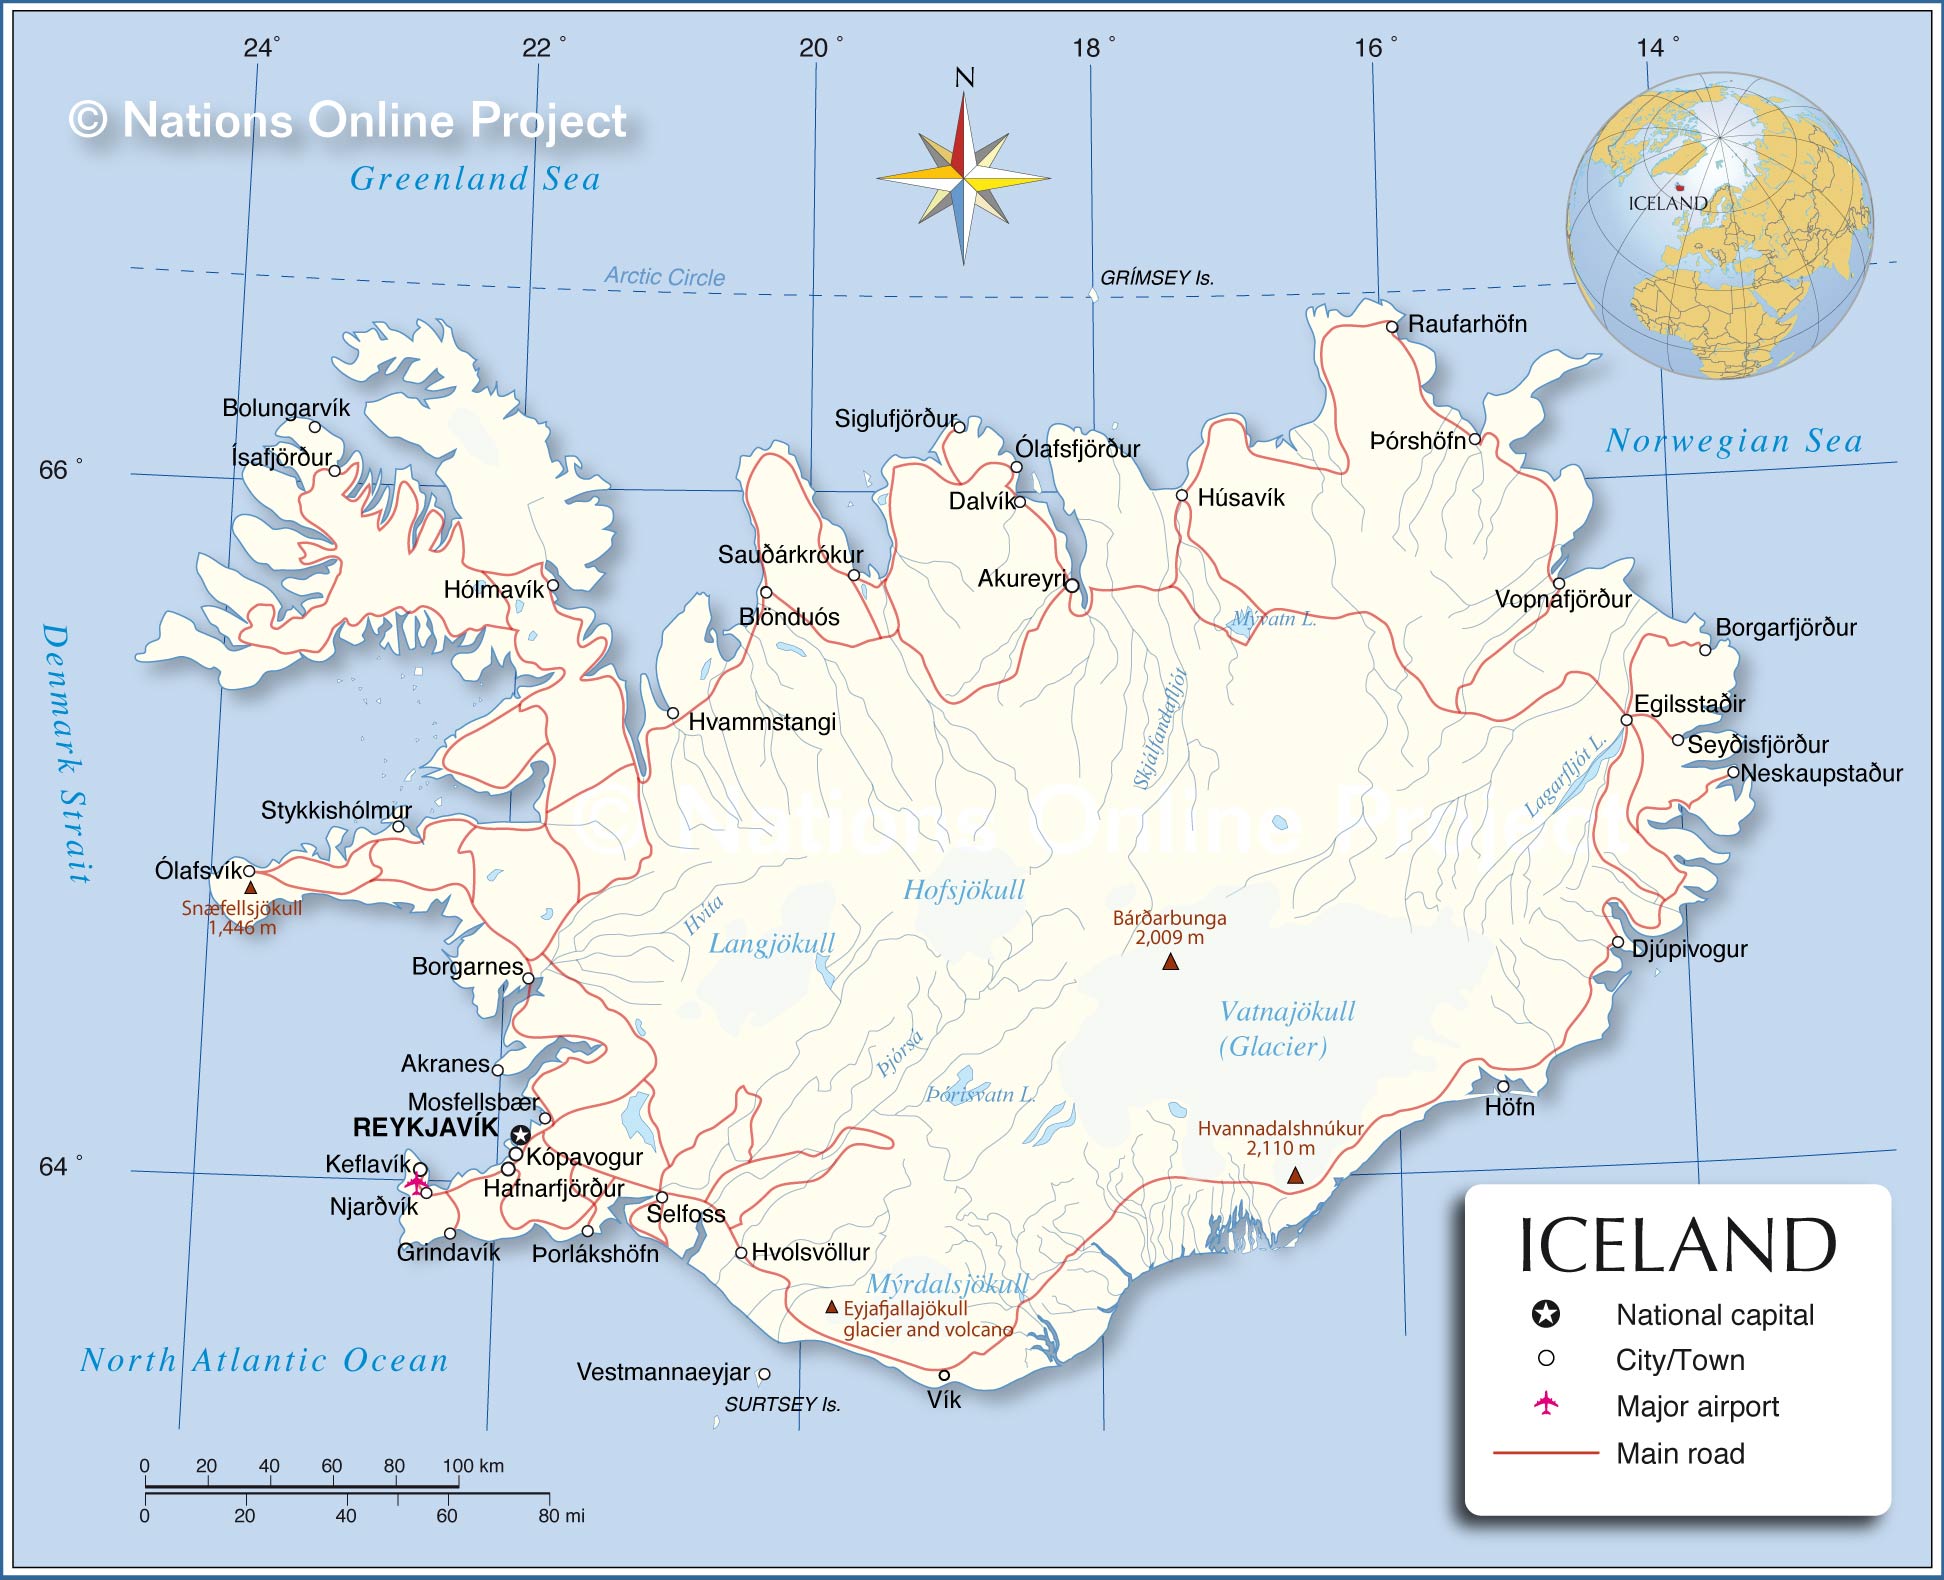 24°
22 °
20 °
18 °
16 °
14 °
N
© Nations Online Project
Greenland Sea
ICELAND
Arctic Circle
GRÍMSEY Is.
Raufarhöfn
Bolungarvík
Siglufjörður
Ólafsfjörður
Þórshöfn
Norwegian Sea
Ísafjörður
66 °
Dalvík
Húsavík
Sauðárkrókur
Akureyri
Hólmavík
Blönduós
Mývatn L.
Vopnafjörður
Borgarfjörður
Denmark Strait
Hvammstangi
Skjálfandafljót
Egilsstaðir
Seyðisfjörður
Neskaupstaður
Lagarfljót L.
Stykkishólmur
© Nations Online Project
Ólafsvík
Snæfellsjökull
1,446 m
Hofsjökull
Hvíta
Langjökull
Bárðarbunga
2,009 m
Djúpivogur
Borgarnes
Vatnajökull
(Glacier)
Þjórsá
Akranes
Þórisvatn L.
Mosfellsbær
Höfn
REYKJAVÍK
Hvannadalshnúkur
2,110 m
Kópavogur
Keflavík
64 °
Hafnarfjörður
Njarðvík
Selfoss
Grindavík
Þorlákshöfn
Hvolsvöllur
Mýrdalsjökull
Eyjafjallajökull
glacier and volcano
North Atlantic Ocean
Vestmannaeyjar
SURTSEY Is.
Vík
ICELAND
National capital
City/Town
Major airport
Main road
0 20 40 60 80 100 km
0 20 40 60 80 mi